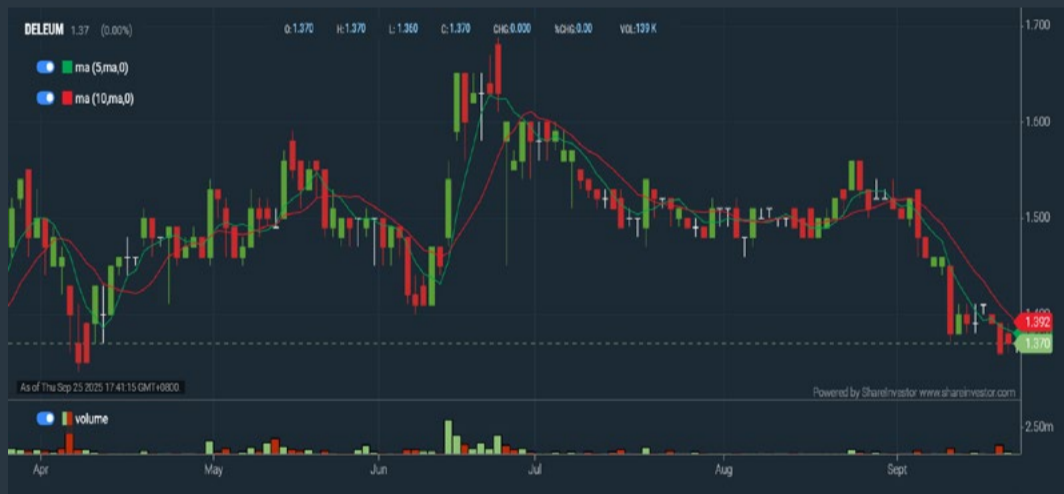 DELEUM 1.37 (0.00%) O:1.370 H:1.370 L: 1.360 C: 1.370 CHG:0.000 %CHG:0.00 VOL:139 K
ma (5,ma,0)
ma (10,ma,0)
1.700
1.600
1.500
1.392
1.370
As of Thu Sep 25 2025 17:41:15 GMT+0800
Powered by ShareInvestor www.shareinvestor.com
volume
2.50m
Apr May Jun Jul Aug Sept